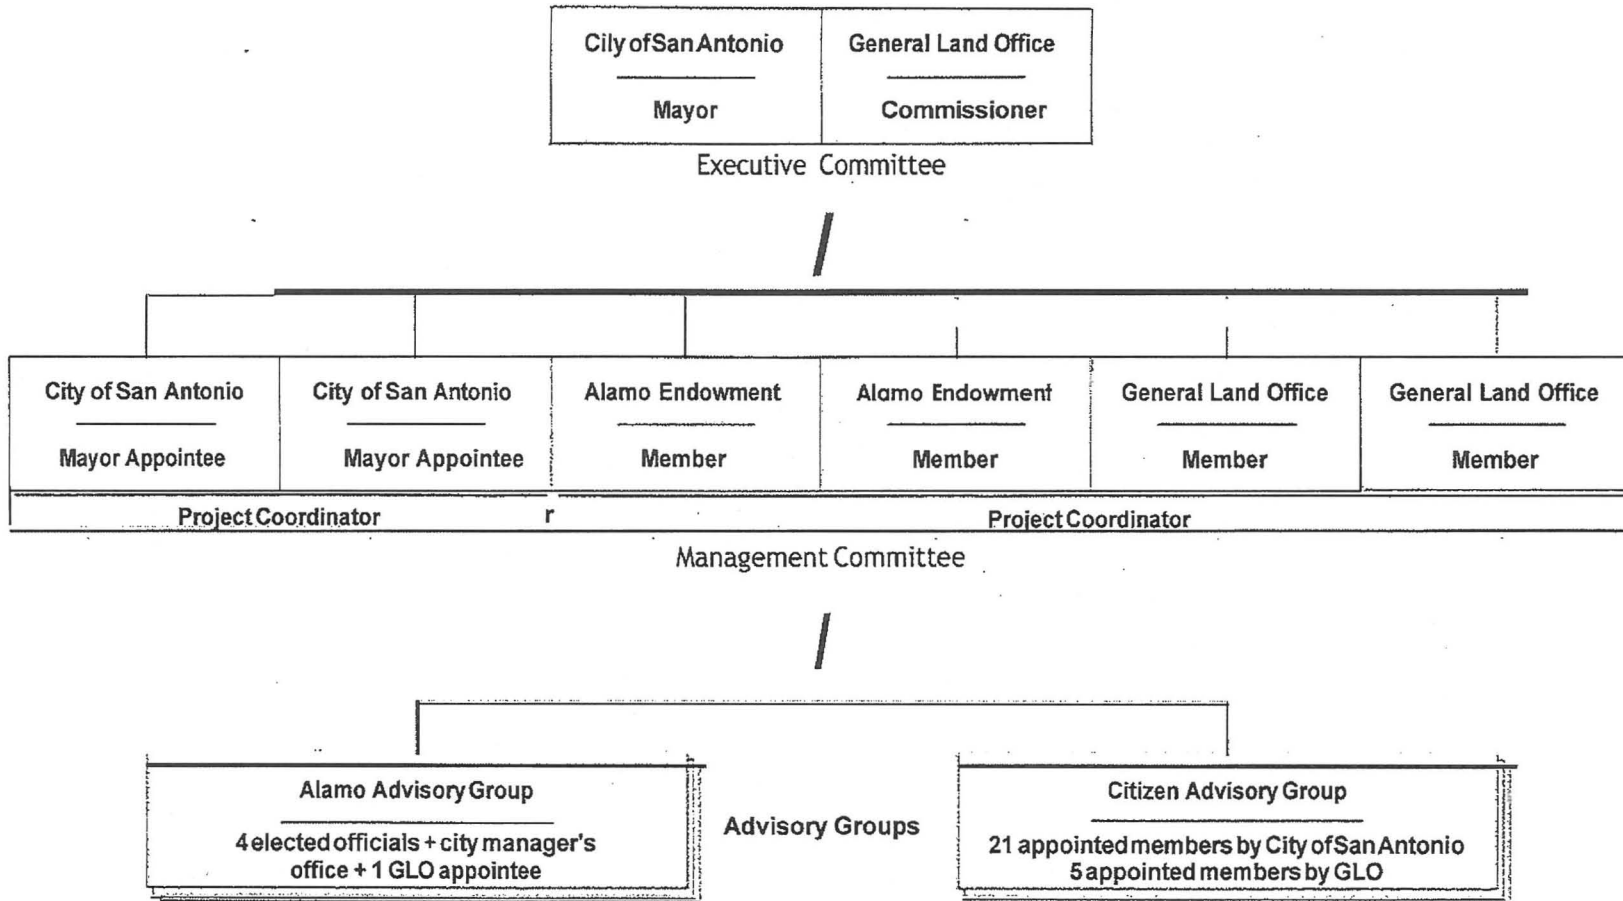 City of San Antonio
Mayor
General Land Office
Commissioner
Executive Committee
City of San Antonio
Mayor Appointee
City of San Antonio
Mayor Appointee
Alamo Endowment
Member
Alamo Endowment
Member
General Land Office
Member
General Land Office
Member
Project Coordinator
r
Project Coordinator
Management Committee
Alamo Advisory Group
4 elected officials + city manager's
office + 1 GLO appointee
Advisory Groups
Citizen Advisory Group
21 appointed members by City of San Antonio
5 appointed members by GLO